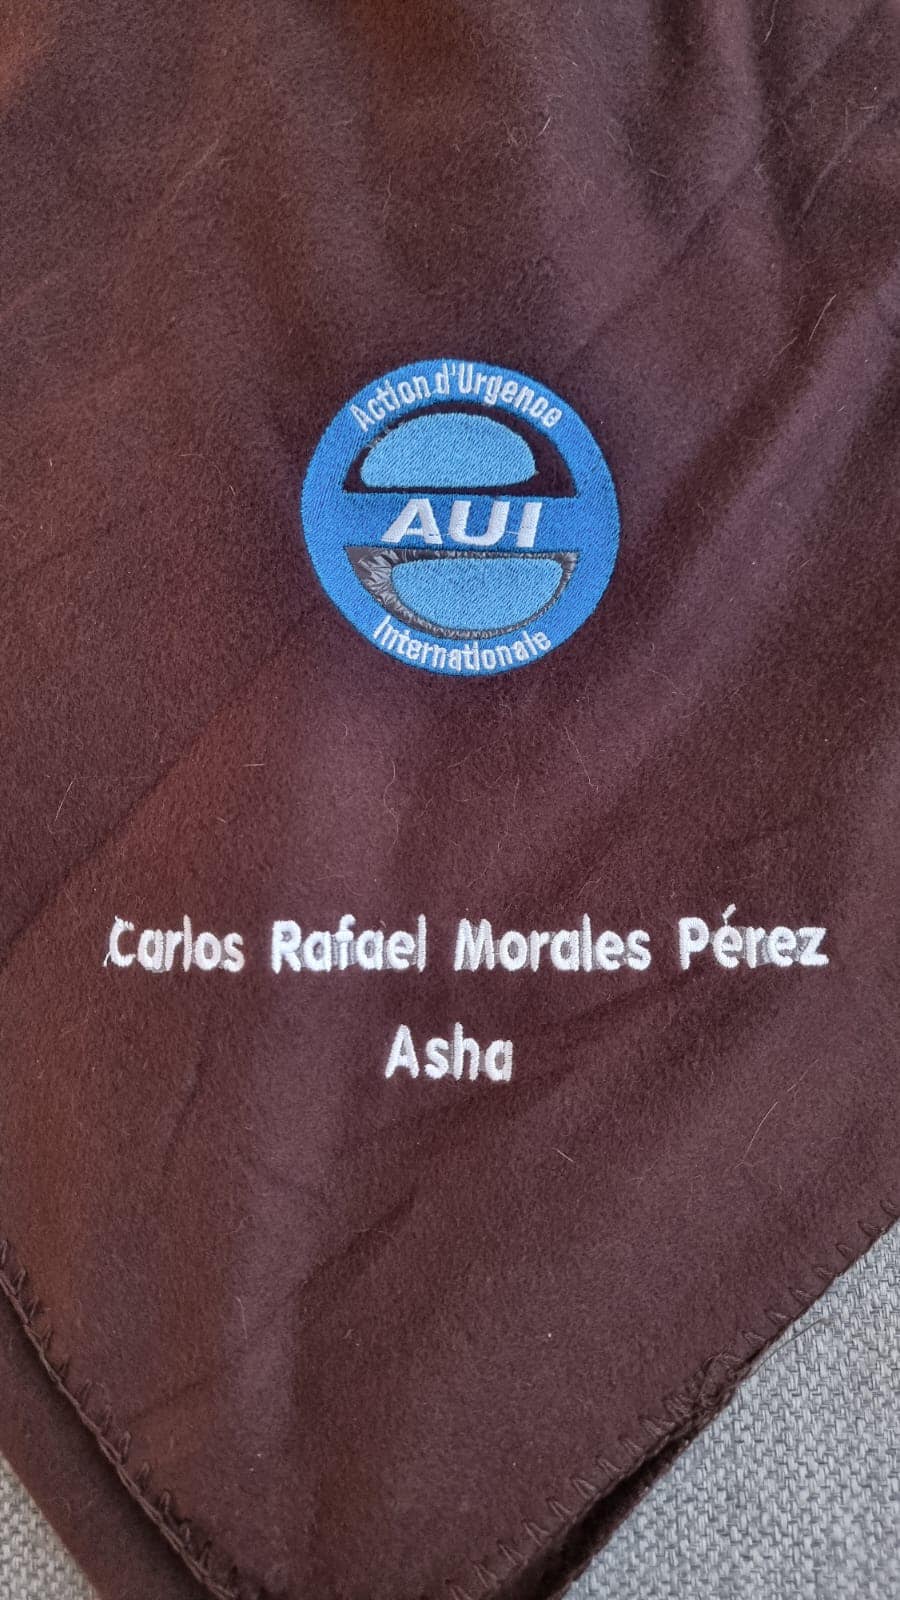 Action d'Urgence
AUI
Internationale
Carlos Rafael Morales Pérez
Asha